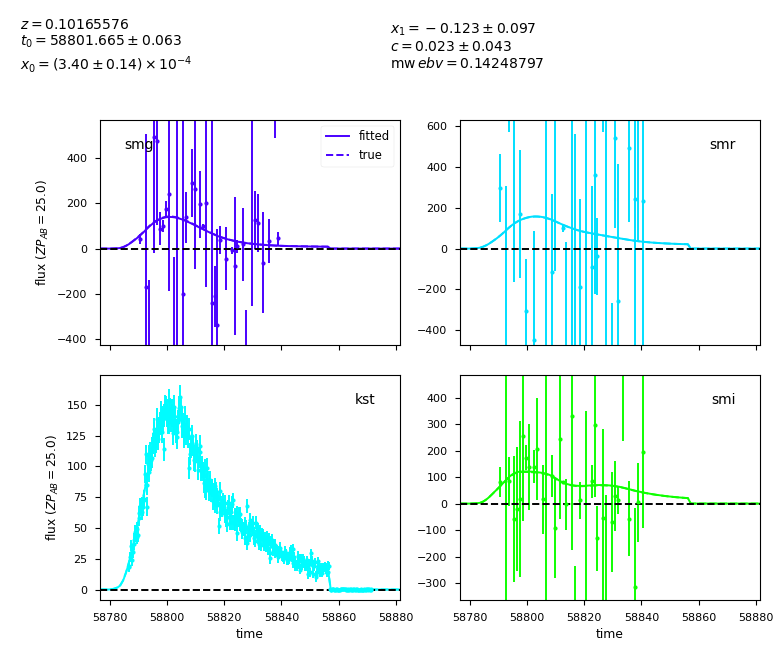 z = 0.10165576
t₀ = 58801.665 ± 0.063
x₀ = (3.40 ± 0.14) × 10⁻⁴
x₁ = −0.123 ± 0.097
c = 0.023 ± 0.043
mw ebv = 0.14248797
smg
fitted
true
400
200
0
−200
−400
flux (ZP_AB = 25.0)
smr
600
400
200
0
−200
−400
kst
150
125
100
75
50
25
0
flux (ZP_AB = 25.0)
58780 58800 58820 58840 58860 58880
time
smi
400
300
200
100
0
−100
−200
−300
58780 58800 58820 58840 58860 58880
time